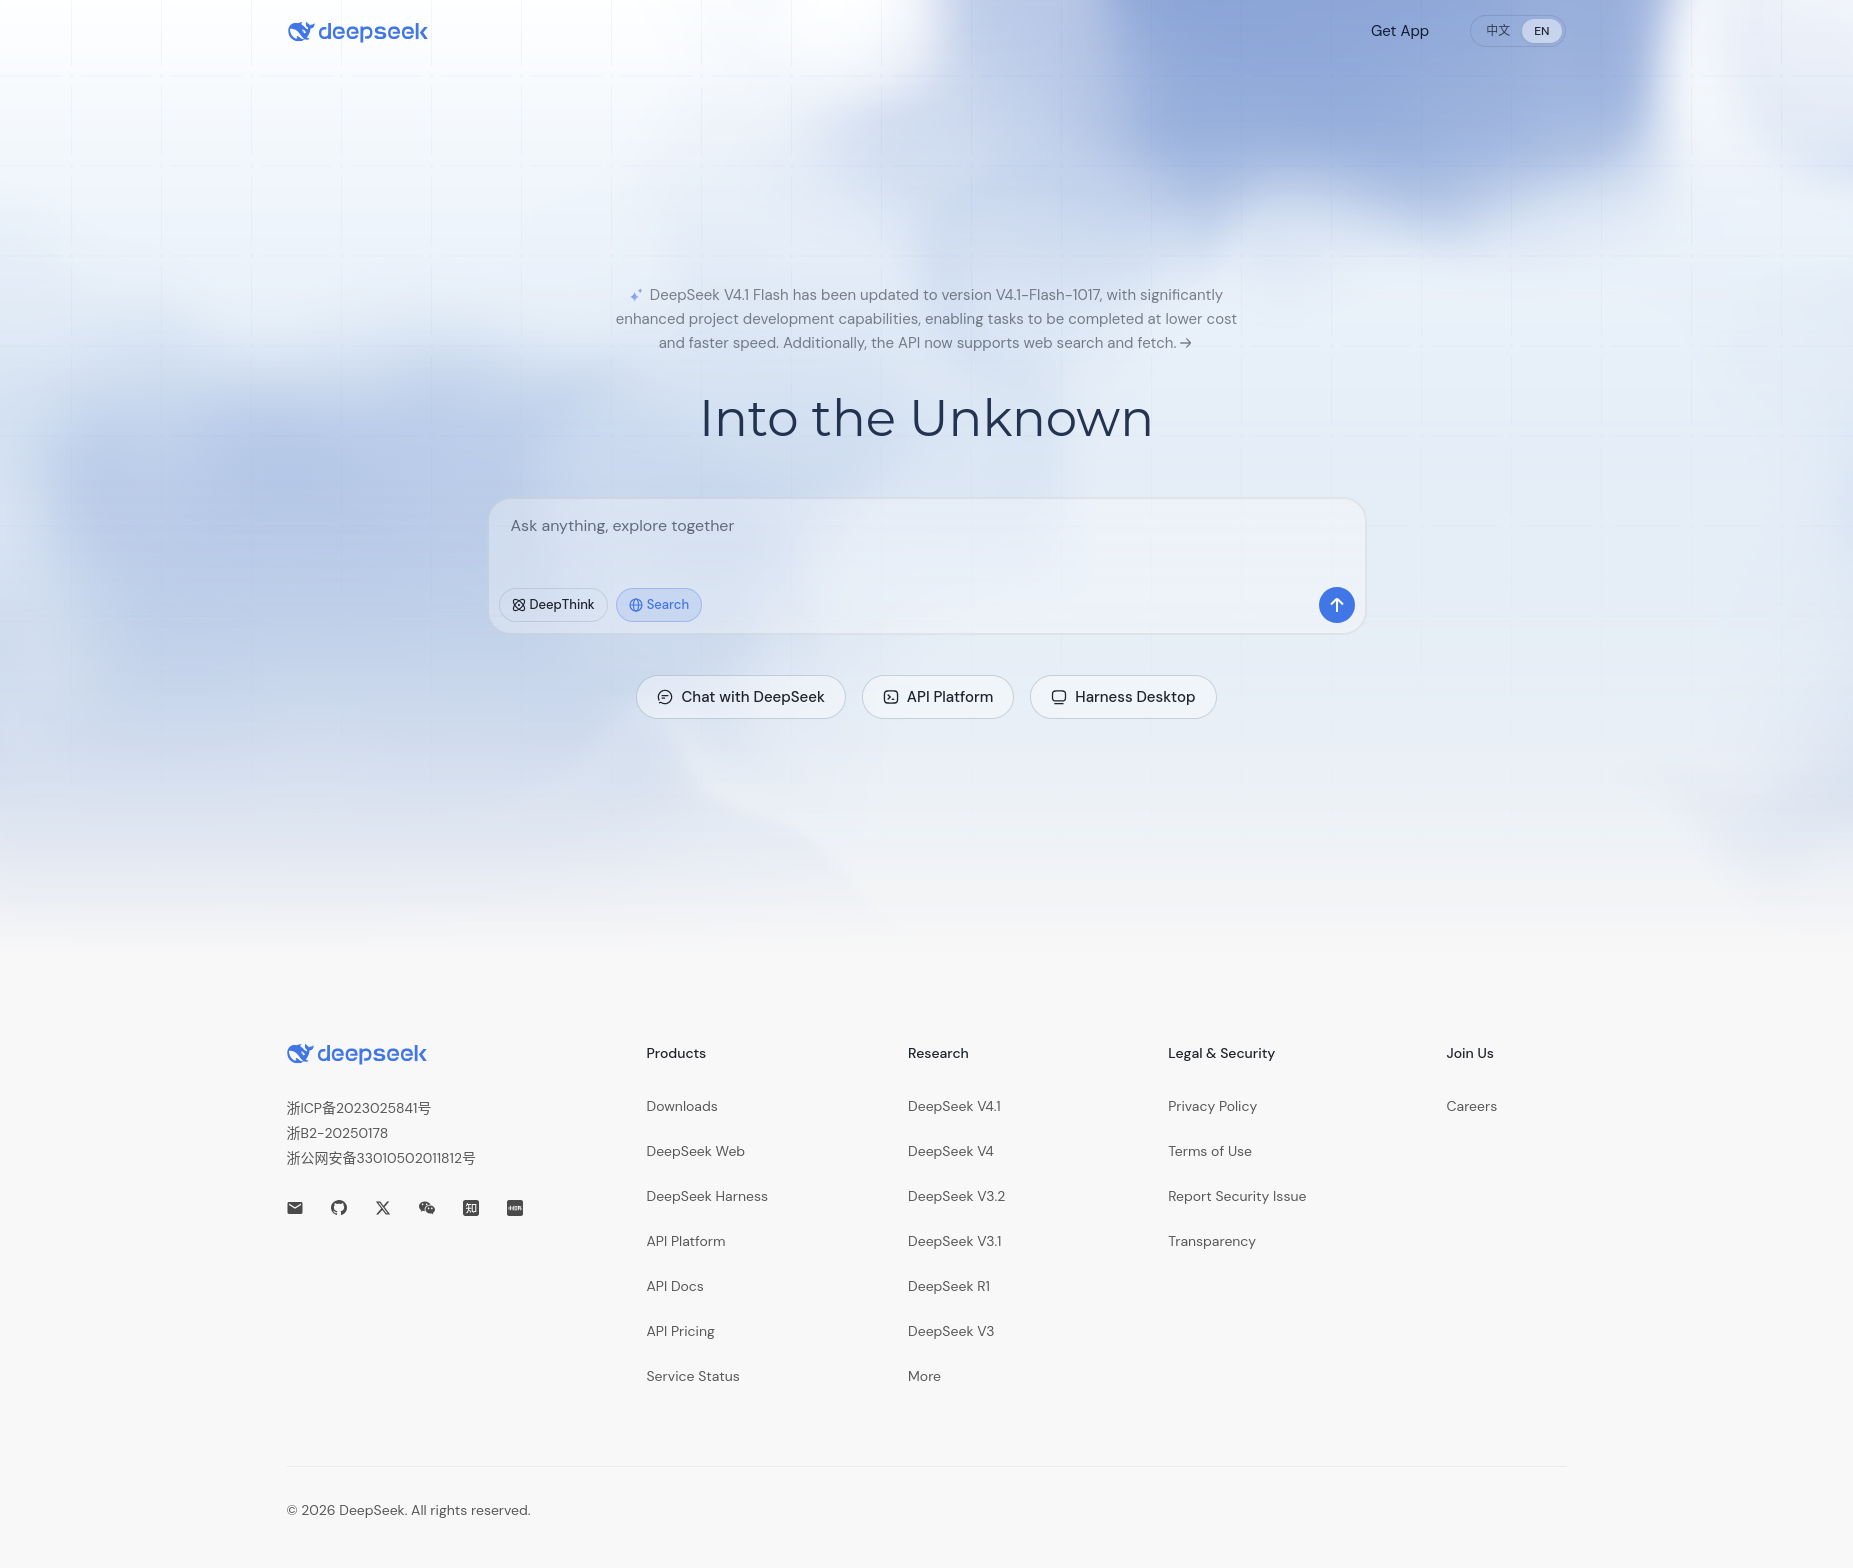 deepseek
Get App
中文
EN
DeepSeek V4.1 Flash has been updated to version V4.1-Flash-1017, with significantly
enhanced project development capabilities, enabling tasks to be completed at lower cost
and faster speed. Additionally, the API now supports web search and fetch. →
Into the Unknown
Ask anything, explore together
DeepThink
Search
Chat with DeepSeek
API Platform
Harness Desktop
deepseek
浙ICP备2023025841号
浙B2-20250178
浙公网安备33010502011812号
知
Products
Downloads
DeepSeek Web
DeepSeek Harness
API Platform
API Docs
API Pricing
Service Status
Research
DeepSeek V4.1
DeepSeek V4
DeepSeek V3.2
DeepSeek V3.1
DeepSeek R1
DeepSeek V3
More
Legal & Security
Privacy Policy
Terms of Use
Report Security Issue
Transparency
Join Us
Careers
© 2026 DeepSeek. All rights reserved.